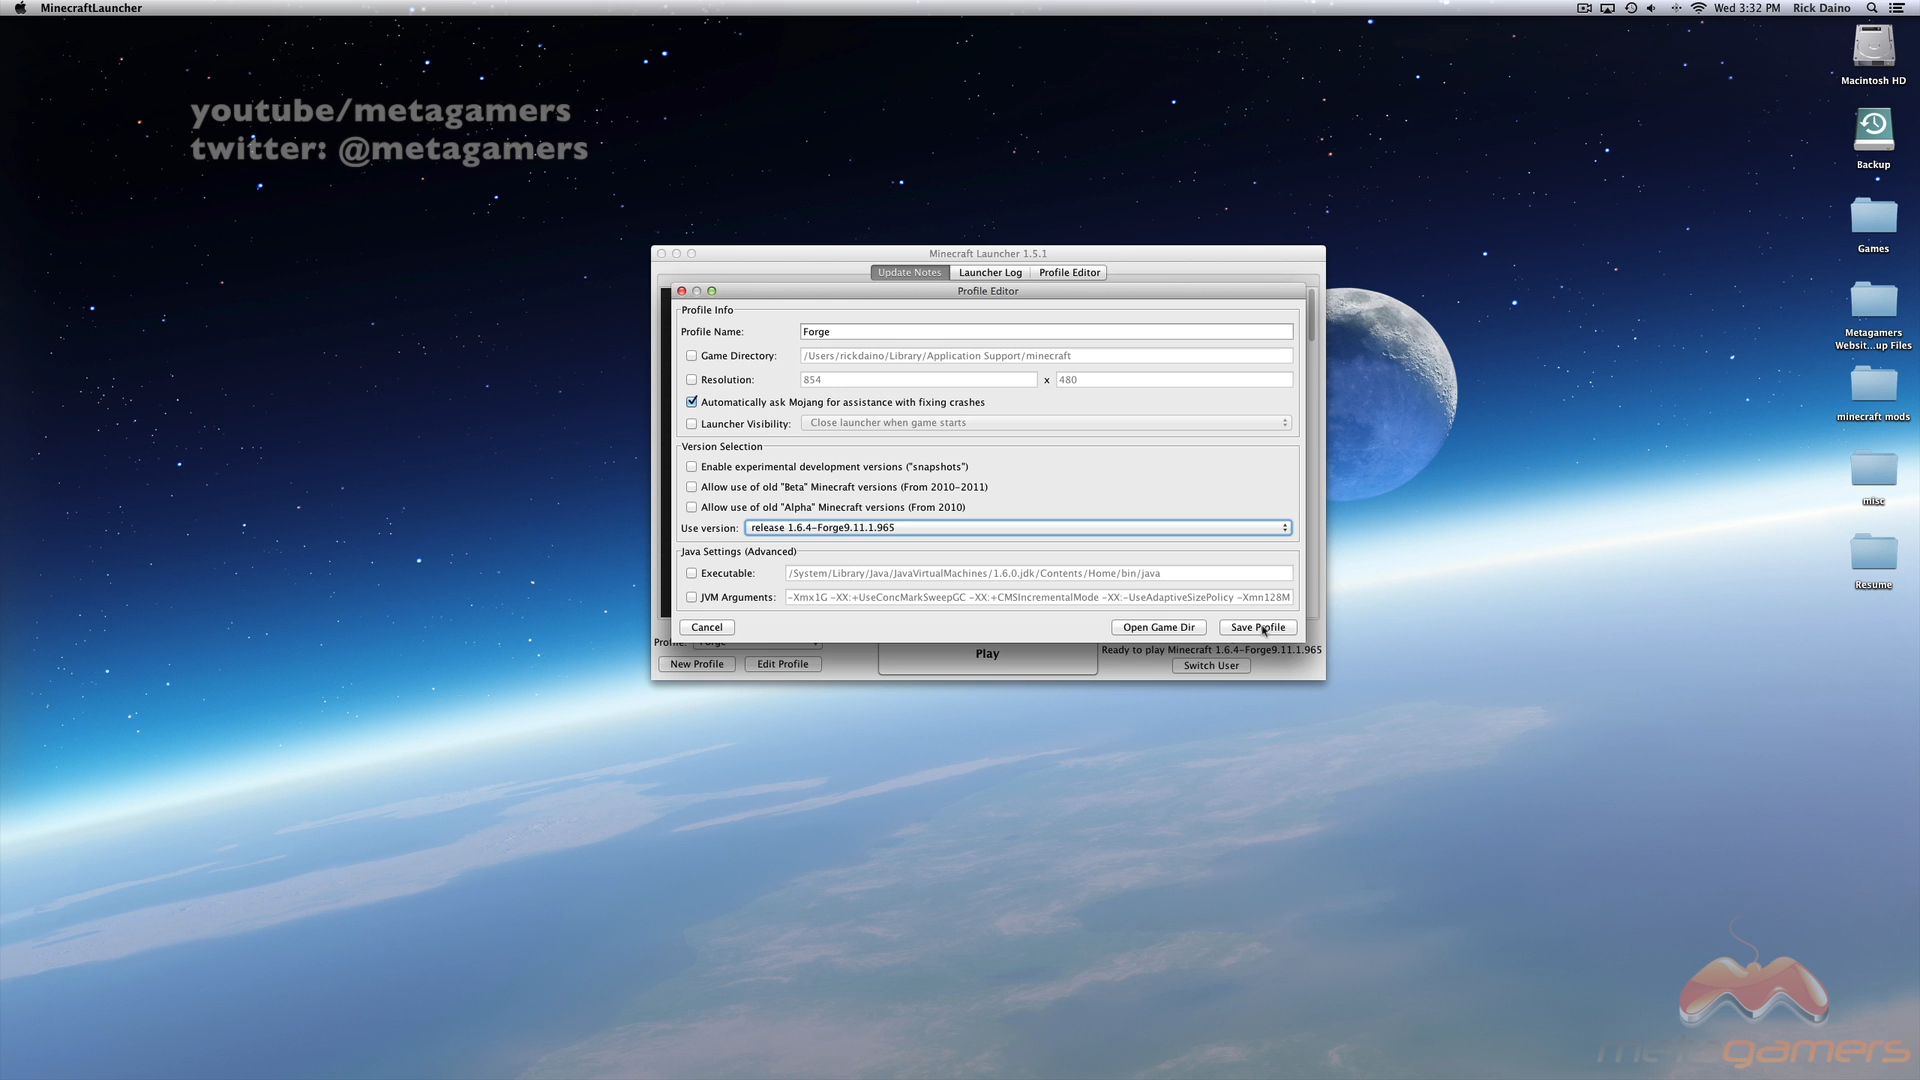 MinecraftLauncher
Wed 3:32 PM
Rick Daino
youtube/metagamers
twitter: @metagamers
Macintosh HD
Backup
Games
Metagamers
Websit...up Files
minecraft mods
misc
Resume
Minecraft Launcher 1.5.1
Update Notes
Launcher Log
Profile Editor
Profile Editor
Profile Info
Profile Name:
Forge
Game Directory:
/Users/rickdaino/Library/Application Support/minecraft
Resolution:
854
x
480
Automatically ask Mojang for assistance with fixing crashes
Launcher Visibility:
Close launcher when game starts
Version Selection
Enable experimental development versions ("snapshots")
Allow use of old "Beta" Minecraft versions (From 2010-2011)
Allow use of old "Alpha" Minecraft versions (From 2010)
Use version:
release 1.6.4-Forge9.11.1.965
Java Settings (Advanced)
Executable:
/System/Library/Java/JavaVirtualMachines/1.6.0.jdk/Contents/Home/bin/java
JVM Arguments:
-Xmx1G -XX:+UseConcMarkSweepGC -XX:+CMSIncrementalMode -XX:-UseAdaptiveSizePolicy -Xmn128M
Cancel
Open Game Dir
Save Profile
Profile:
Forge
New Profile
Edit Profile
Play
Ready to play Minecraft 1.6.4-Forge9.11.1.965
Switch User
metagamers